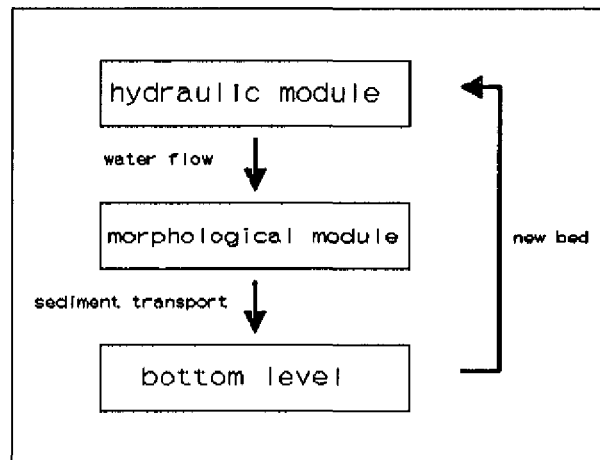 hydraulic module
water flow
morphological module
new bed
sediment transport
bottom level